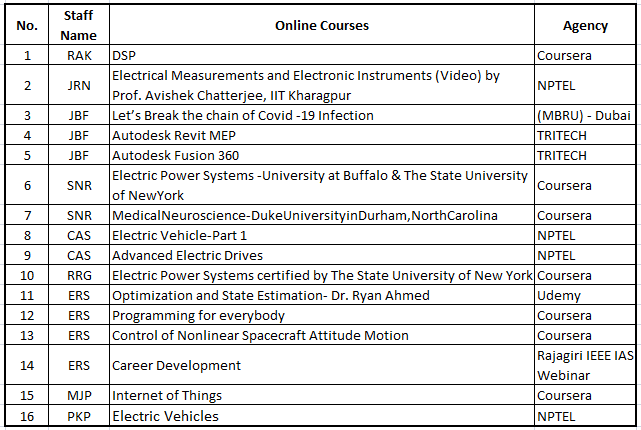 No. Staff Name Online Courses Agency
1 RAK DSP Coursera
2 JRN Electrical Measurements and Electronic Instruments (Video) by Prof. Avishek Chatterjee, IIT Kharagpur NPTEL
3 JBF Let's Break the chain of Covid -19 Infection (MBRU) - Dubai
4 JBF Autodesk Revit MEP TRITECH
5 JBF Autodesk Fusion 360 TRITECH
6 SNR Electric Power Systems -University at Buffalo & The State University of NewYork Coursera
7 SNR MedicalNeuroscience-DukeUniversityinDurham,NorthCarolina Coursera
8 CAS Electric Vehicle-Part 1 NPTEL
9 CAS Advanced Electric Drives NPTEL
10 RRG Electric Power Systems certified by The State University of New York Coursera
11 ERS Optimization and State Estimation- Dr. Ryan Ahmed Udemy
12 ERS Programming for everybody Coursera
13 ERS Control of Nonlinear Spacecraft Attitude Motion Coursera
14 ERS Career Development Rajagiri IEEE IAS Webinar
15 MJP Internet of Things Coursera
16 PKP Electric Vehicles NPTEL